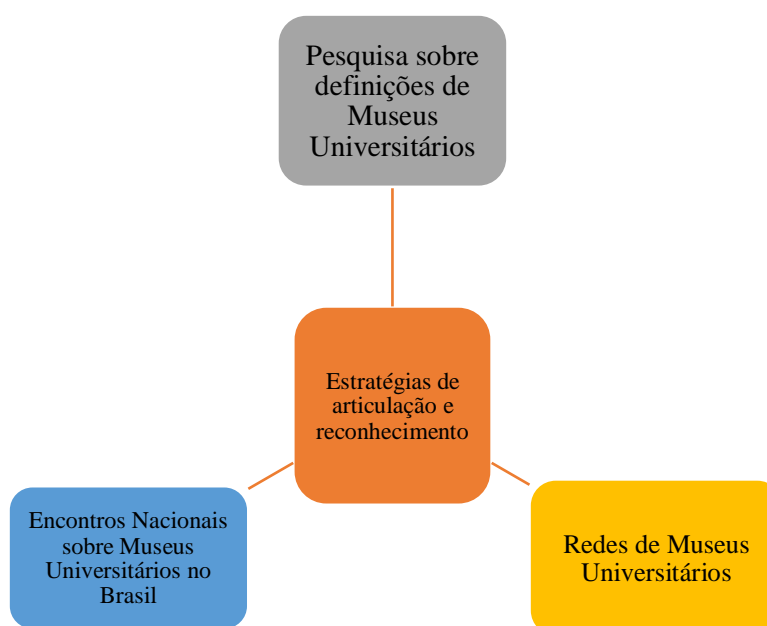 Pesquisa sobre
definições de
Museus
Universitários
Estratégias de
articulação e
reconhecimento
Encontros Nacionais
sobre Museus
Universitários no
Brasil
Redes de Museus
Universitários